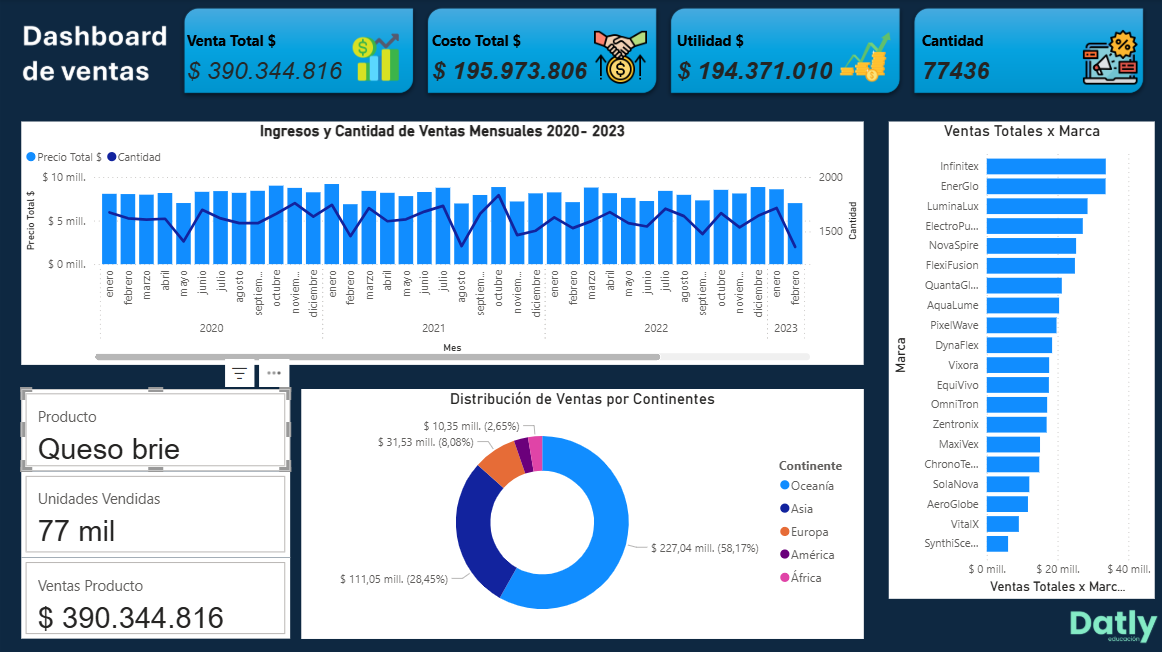 Dashboard
de ventas
Venta Total $
$ 390.344.816
Costo Total $
$ 195.973.806
Utilidad $
$ 194.371.010
Cantidad
77436
Ingresos y Cantidad de Ventas Mensuales 2020- 2023
Precio Total $ Cantidad
Precio Total $
$ 10 mill.
$ 5 mill.
$ 0 mill.
2000
1500
Cantidad
enero
febrero
marzo
abril
mayo
junio
julio
agosto
septiem...
octubre
noviem...
diciembre
enero
febrero
marzo
abril
mayo
junio
julio
agosto
septiem...
octubre
noviem...
diciembre
enero
febrero
marzo
abril
mayo
junio
julio
agosto
septiem...
octubre
noviem...
diciembre
enero
febrero
2020
2021
2022
2023
Mes
Ventas Totales x Marca
Marca
Infinitex
EnerGlo
LuminaLux
ElectroPu...
NovaSpire
FlexiFusion
QuantaGl...
AquaLume
PixelWave
DynaFlex
Vixora
EquiVivo
OmniTron
Zentronix
MaxiVex
ChronoTe...
SolaNova
AeroGlobe
VitalX
SynthiSce...
$ 0 mill.
$ 20 mill.
$ 40 mill.
Ventas Totales x Marc...
Producto
Queso brie
Unidades Vendidas
77 mil
Ventas Producto
$ 390.344.816
Distribución de Ventas por Continentes
$ 10,35 mill. (2,65%)
$ 31,53 mill. (8,08%)
$ 111,05 mill. (28,45%)
$ 227,04 mill. (58,17%)
Continente
Oceanía
Asia
Europa
América
África
Datly
educación